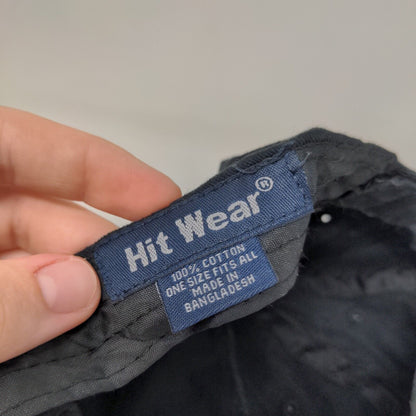 Hit Wear®
100% COTTON
ONE SIZE FITS ALL
MADE IN
BANGLADESH